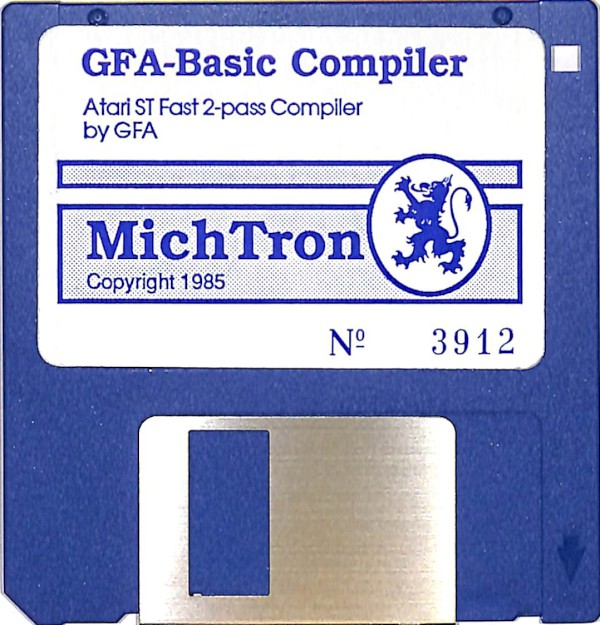 GFA-Basic Compiler
Atari ST Fast 2-pass Compiler
by GFA
MichTron
Copyright 1985
Nº 3912